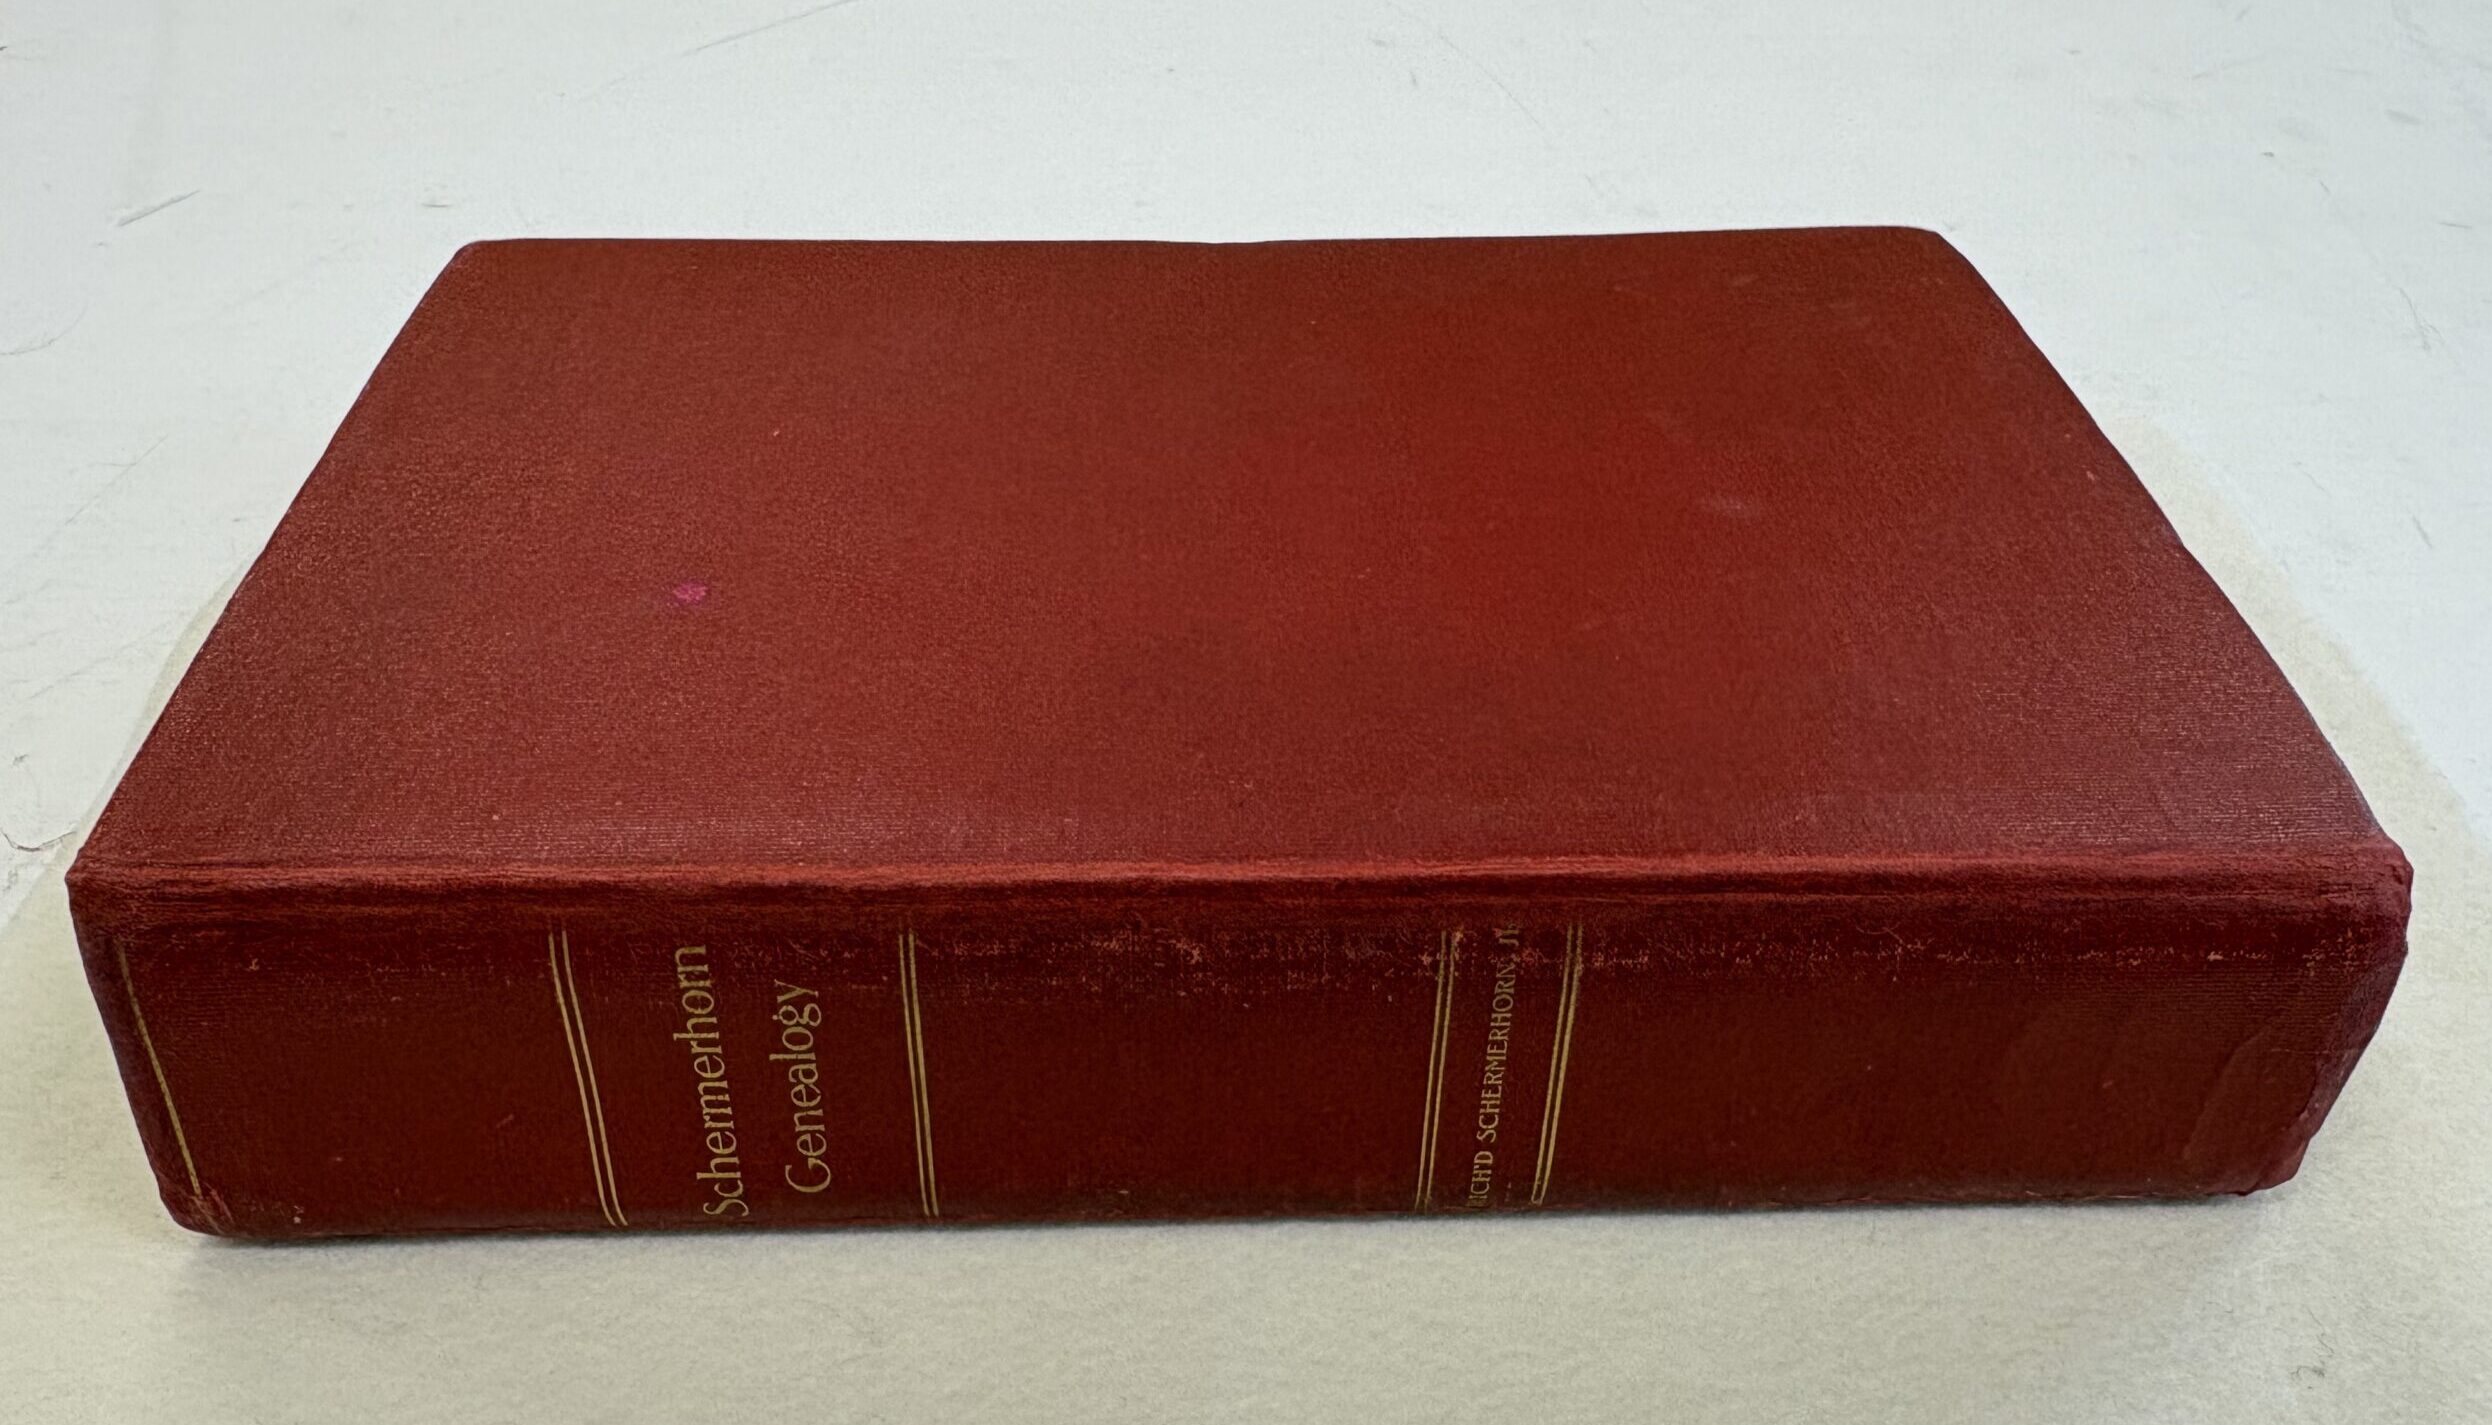 Schermerhorn
Genealogy
RICH'D SCHERMERHORN, JR.